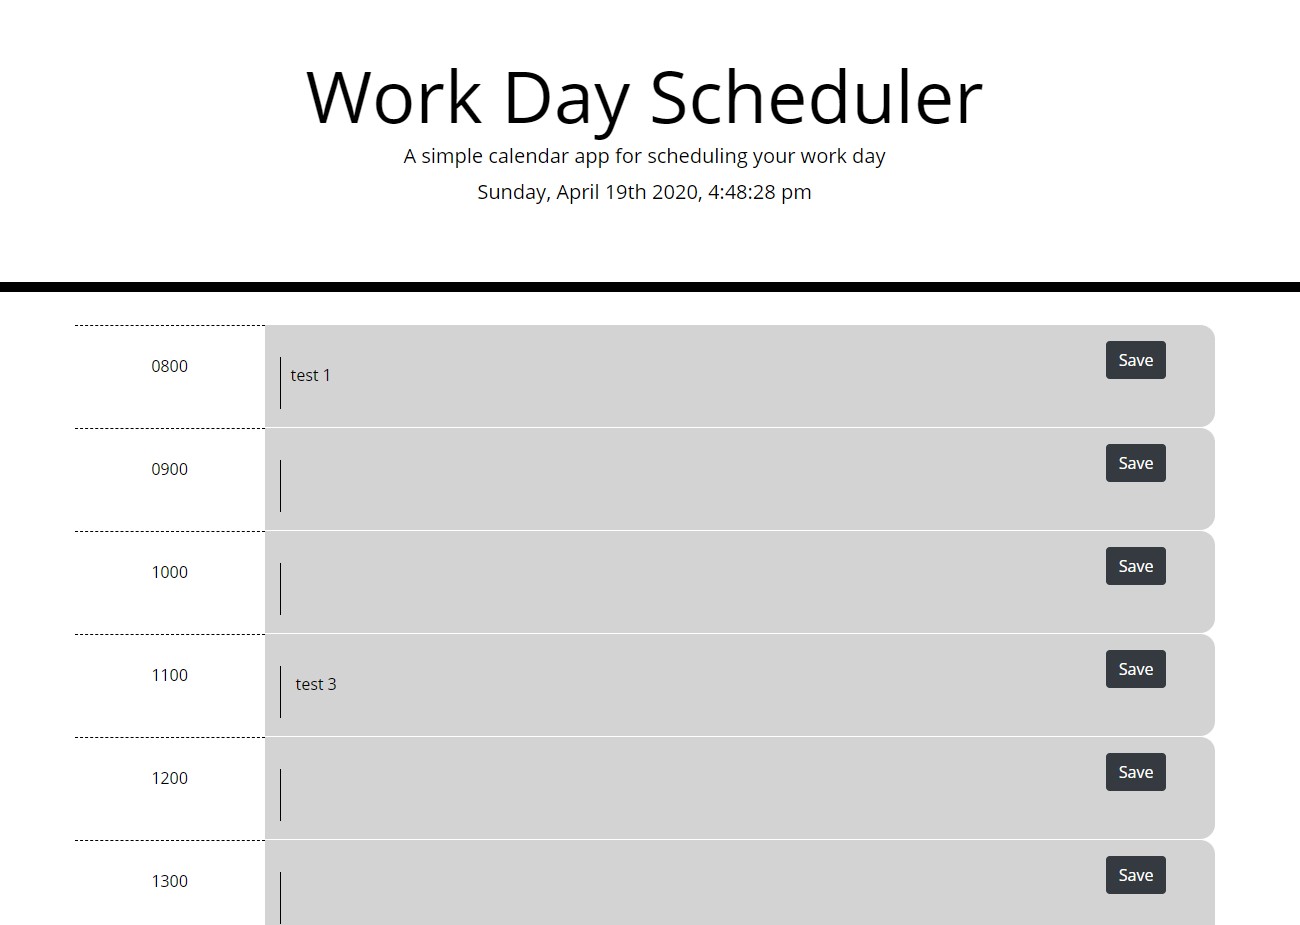 Work Day Scheduler
A simple calendar app for scheduling your work day
Sunday, April 19th 2020, 4:48:28 pm
0800 test 1 Save
0900 Save
1000 Save
1100 test 3 Save
1200 Save
1300 Save